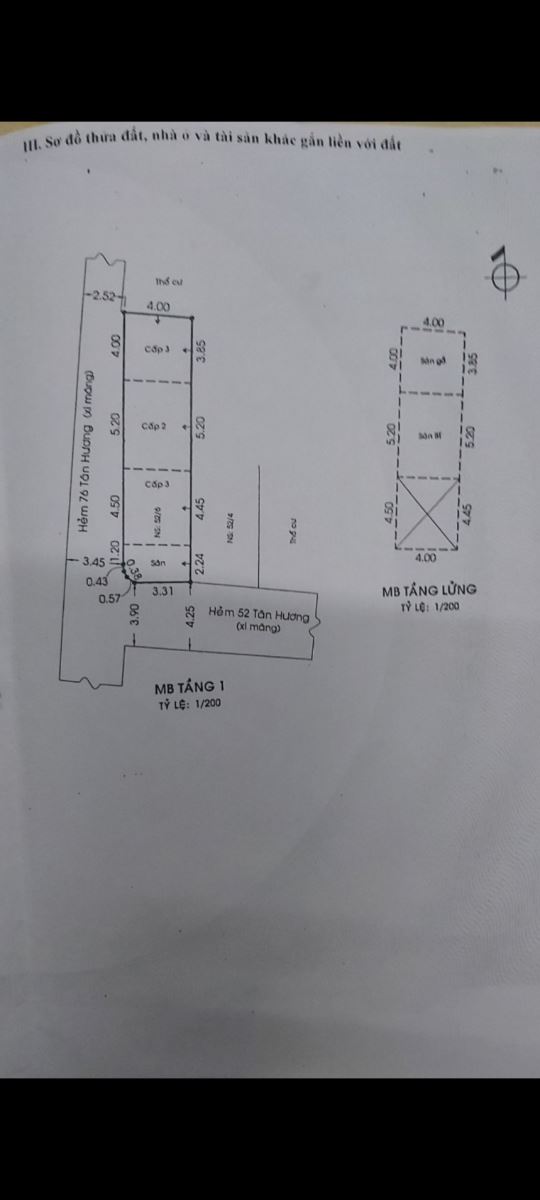 III. Sơ đồ thửa đất, nhà ở và tài sản khác gắn liền với đất
Thổ cư
2.52
4.00
4.00
Cấp 3
3.85
Hẻm 76 Tân Hương (xi măng)
5.20
Cấp 2
5.20
Cấp 3
4.50
NS: 52/6
4.45
NS: 52/4
Thổ cư
1.20
Sân
2.24
3.45
0.38
0.43
0.57
3.31
3.90
4.25
Hẻm 52 Tân Hương
(xi măng)
MB TẦNG 1
TỶ LỆ: 1/200
4.00
4.00
Sàn gỗ
3.85
5.20
Sàn
5.20
4.50
4.45
4.00
MB TẦNG LỬNG
TỶ LỆ: 1/200